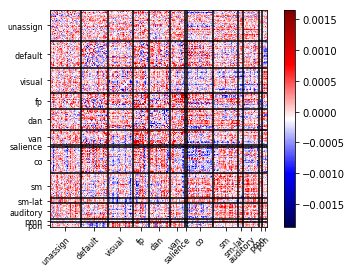 unassign
default
visual
fp
dan
van
salience
co
sm
sm-lat
auditory
pmn
pon
unassign
default
visual
fp
dan
van
salience
co
sm
sm-lat
auditory
0.0015
0.0010
0.0005
0.0000
−0.0005
−0.0010
−0.0015